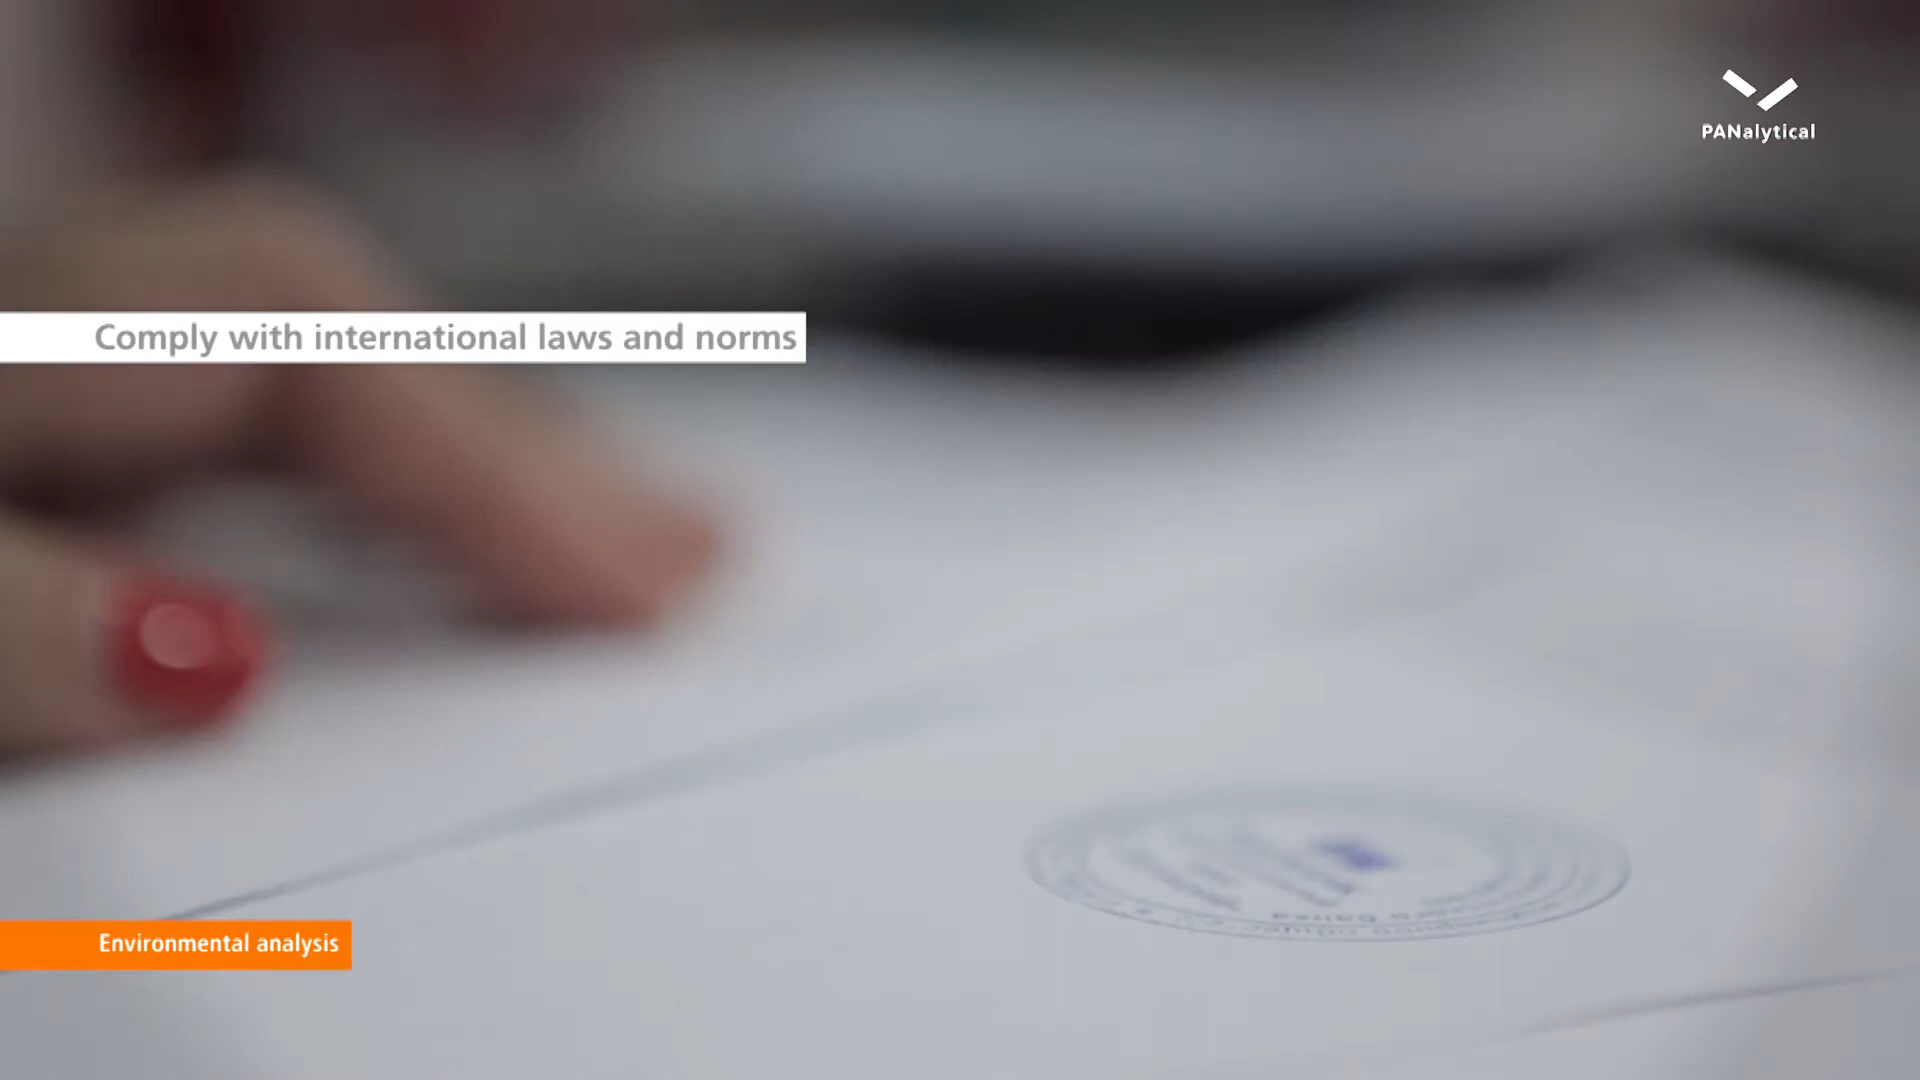 PANalytical
Comply with international laws and norms
Environmental analysis